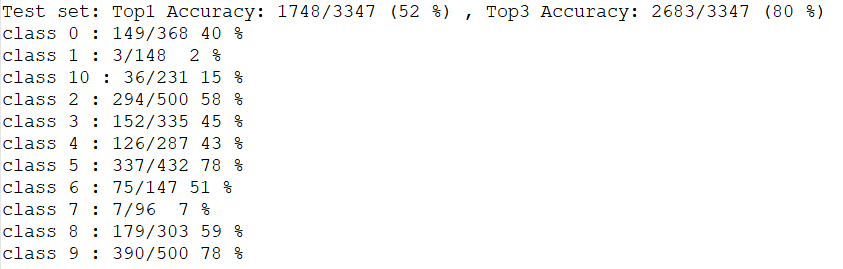 Test set: Top1 Accuracy: 1748/3347 (52 %) , Top3 Accuracy: 2683/3347 (80 %)
class 0 : 149/368 40 %
class 1 : 3/148  2 %
class 10 : 36/231 15 %
class 2 : 294/500 58 %
class 3 : 152/335 45 %
class 4 : 126/287 43 %
class 5 : 337/432 78 %
class 6 : 75/147 51 %
class 7 : 7/96  7 %
class 8 : 179/303 59 %
class 9 : 390/500 78 %